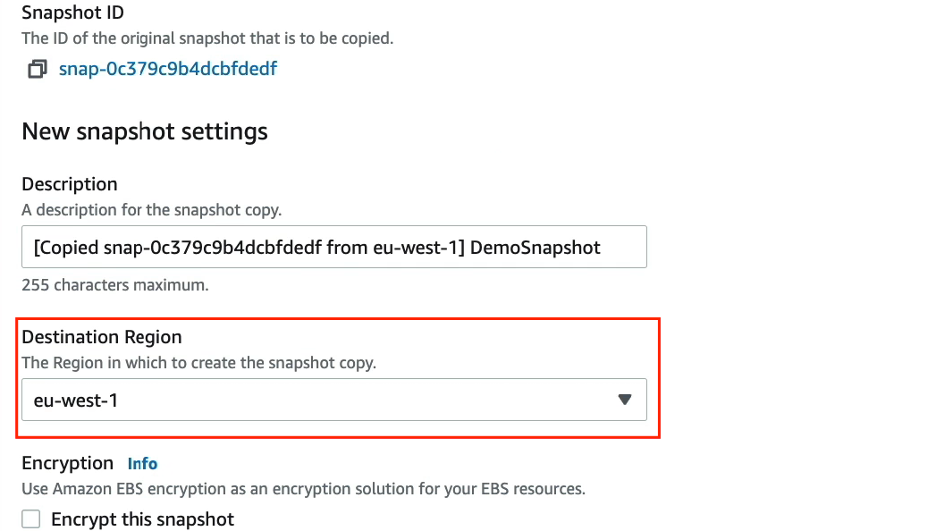 Snapshot ID
The ID of the original snapshot that is to be copied.
snap-0c379c9b4dcbfdedf
New snapshot settings
Description
A description for the snapshot copy.
[Copied snap-0c379c9b4dcbfdedf from eu-west-1] DemoSnapshot
255 characters maximum.
Destination Region
The Region in which to create the snapshot copy.
eu-west-1
Encryption Info
Use Amazon EBS encryption as an encryption solution for your EBS resources.
Encrypt this snapshot